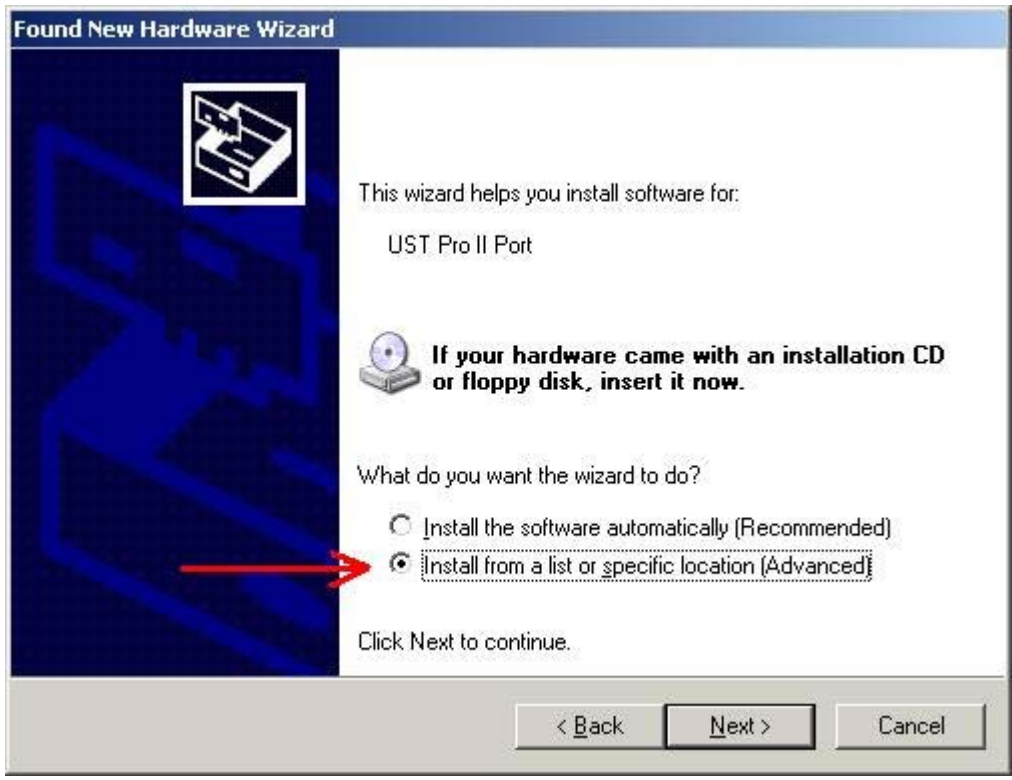 Found New Hardware Wizard
This wizard helps you install software for:
UST Pro II Port
If your hardware came with an installation CD
or floppy disk, insert it now.
What do you want the wizard to do?
Install the software automatically (Recommended)
Install from a list or specific location (Advanced)
Click Next to continue.
< Back
Next >
Cancel